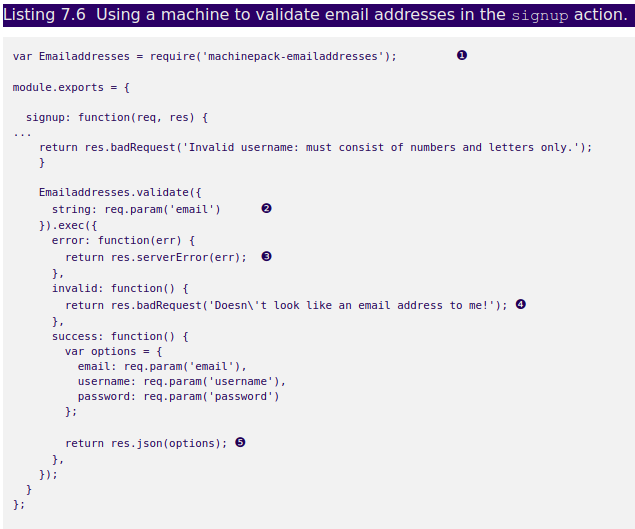 Listing 7.6 Using a machine to validate email addresses in the signup action.
var Emailaddresses = require('machinepack-emailaddresses'); ❶
module.exports = {
signup: function(req, res) {
...
return res.badRequest('Invalid username: must consist of numbers and letters only.');
}
Emailaddresses.validate({
string: req.param('email') ❷
}).exec({
error: function(err) {
return res.serverError(err); ❸
},
invalid: function() {
return res.badRequest('Doesn\'t look like an email address to me!'); ❹
},
success: function() {
var options = {
email: req.param('email'),
username: req.param('username'),
password: req.param('password')
};
return res.json(options); ❺
},
});
}
};